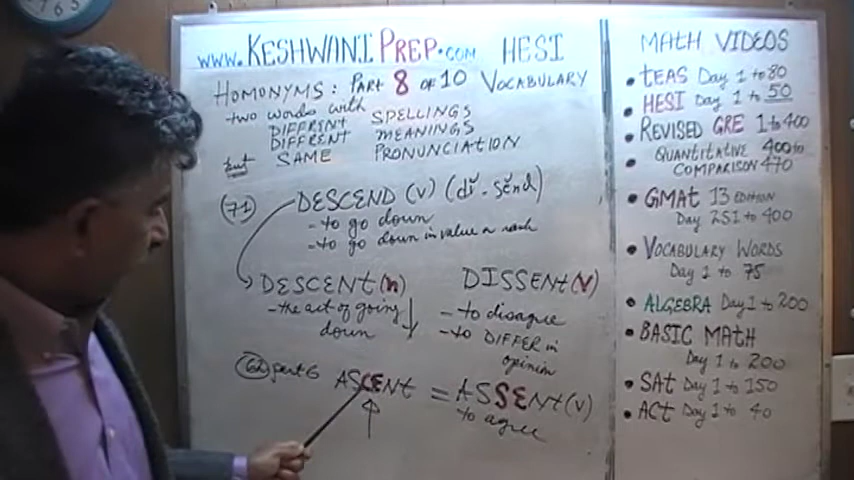 WWW.KESHWANIPREP.COM HESI
HOMONYMS: PART 8 OF 10 VOCABULARY
- two words with
DIFFRENT SPELLINGS
DIFFERENT MEANINGS
but SAME PRONUNCIATION
(71) DESCEND (V) (dĭ-sĕnd)
- to go down
- to go down in value or rank
DESCENT (n)
- the act of going
down
DISSENT (V)
- to disagree
- to DIFFER in
opinion
(62) part 6 ASCENT = ASSENT (V)
to agree
MATH VIDEOS
• TEAS Day 1 to 80
• HESI Day 1 to 50
• REVISED GRE 1 to 400
• QUANTITATIVE 400 to
COMPARISON 470
• GMAT 13 EDITION
Day 251 to 400
• VOCABULARY WORDS
Day 1 to 75
• ALGEBRA Day 1 to 200
• BASIC MATH
Day 1 to 200
• SAT Day 1 to 150
• ACT Day 1 to 40